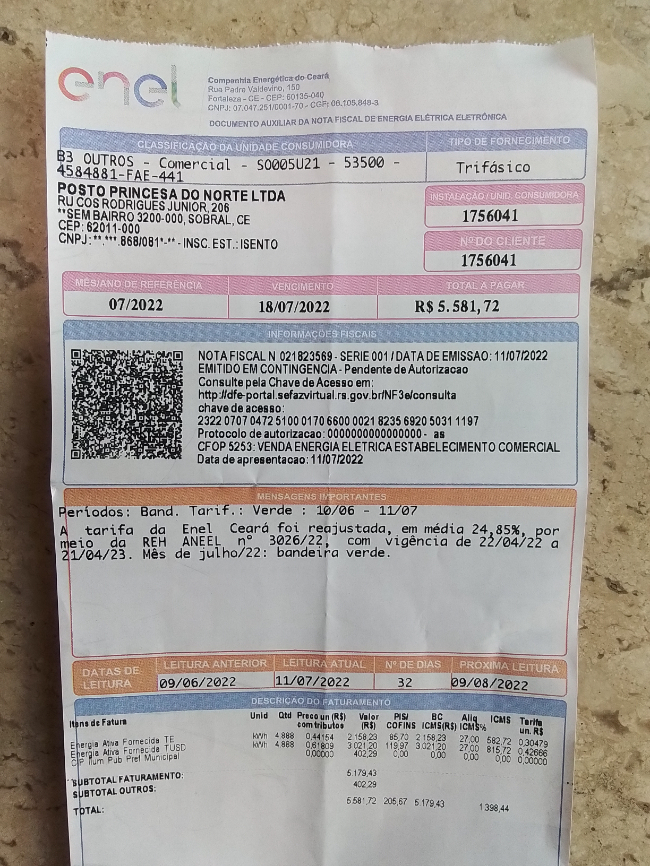 enel
Companhia Energética do Ceará
Rua Padre Valdevino, 150
Fortaleza - CE - CEP: 60135-040
CNPJ: 07.047.251/0001-70 - CGF: 06.105.848-3
DOCUMENTO AUXILIAR DA NOTA FISCAL DE ENERGIA ELÉTRICA ELETRÔNICA
CLASSIFICAÇÃO DA UNIDADE CONSUMIDORA
TIPO DE FORNECIMENTO
B3 OUTROS - Comercial - SO005U21 - 53500 -
4584881-FAE-441
Trifásico
POSTO PRINCESA DO NORTE LTDA
RU COS RODRIGUES JUNIOR, 206
**SEM BAIRRO 3200-000, SOBRAL, CE
CEP: 62011-000
CNPJ: **.***.868/081*-** - INSC. EST.: ISENTO
INSTALAÇÃO / UNID. CONSUMIDORA
1756041
Nº DO CLIENTE
1756041
MÊS/ANO DE REFERÊNCIA VENCIMENTO TOTAL A PAGAR
07/2022 18/07/2022 R$ 5.581,72
INFORMAÇÕES FISCAIS
NOTA FISCAL N 021823569 - SERIE 001 / DATA DE EMISSAO: 11/07/2022
EMITIDO EM CONTINGENCIA - Pendente de Autorizacao
Consulte pela Chave de Acesso em:
http://dfe-portal.sefazvirtual.rs.gov.br/NF3e/consulta
chave de acesso:
2322 0707 0472 5100 0170 6600 0021 8235 6920 5031 1197
Protocolo de autorizacao: 0000000000000000 - as
CFOP 5253: VENDA ENERGIA ELETRICA ESTABELECIMENTO COMERCIAL
Data de apresentacao: 11/07/2022
MENSAGENS IMPORTANTES
Períodos: Band. Tarif.: Verde : 10/06 - 11/07
A tarifa da Enel Ceará foi reajustada, em média 24,85%, por
meio da REH ANEEL nº 3026/22, com vigência de 22/04/22 a
21/04/23. Mês de julho/22: bandeira verde.
DATAS DE LEITURA
LEITURA ANTERIOR LEITURA ATUAL Nº DE DIAS PRÓXIMA LEITURA
09/06/2022 11/07/2022 32 09/08/2022
DESCRIÇÃO DO FATURAMENTO
Itens de Fatura Unid Qtd Preco un (R$) com tributos Valor (R$) PIS/ COFINS BC ICMS(R$) Aliq ICMS% ICMS Tarifa un. R$
Energia Ativa Fornecida TE kWh 4.888 0,44154 2.158,23 85,70 2.158,23 27,00 582,72 0,30479
Energia Ativa Fornecida TUSD kWh 4.888 0,61809 3.021,20 119,97 3.021,20 27,00 815,72 0,42666
CIP Ilum Pub Pref Municipal 0,00000 402,29 0,00 0,00 0,00 0,00 0,00000
SUBTOTAL FATURAMENTO: 5.179,43
SUBTOTAL OUTROS: 402,29
TOTAL: 5.581,72 205,67 5.179,43 1398,44